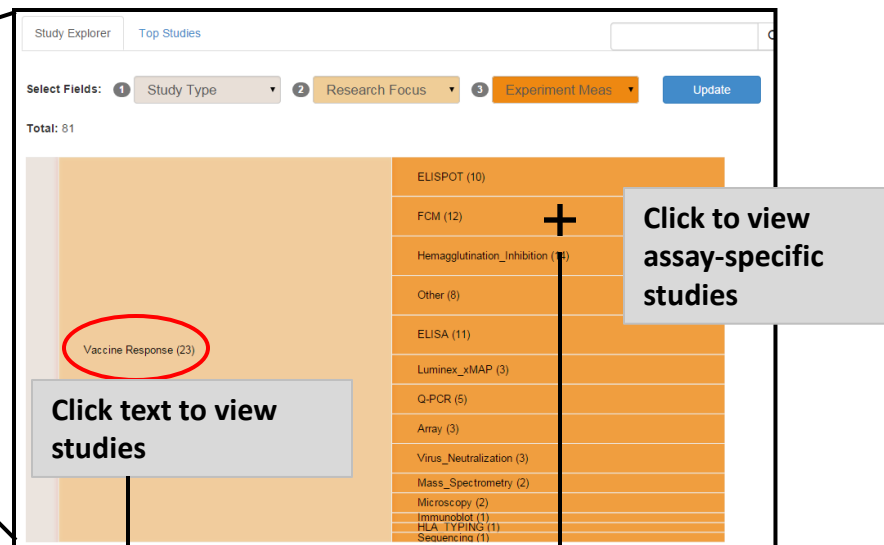 Study Explorer Top Studies
Select Fields: 1 Study Type 2 Research Focus 3 Experiment Meas Update
Total: 81
ELISPOT (10)
FCM (12)
Hemagglutination_Inhibition (14)
Other (8)
ELISA (11)
Luminex_xMAP (3)
Q-PCR (5)
Array (3)
Virus_Neutralization (3)
Mass_Spectrometry (2)
Microscopy (2)
Immunoblot (1)
HLA_TYPING (1)
Sequencing (1)
Vaccine Response (23)
Click to view
assay-specific
studies
Click text to view
studies